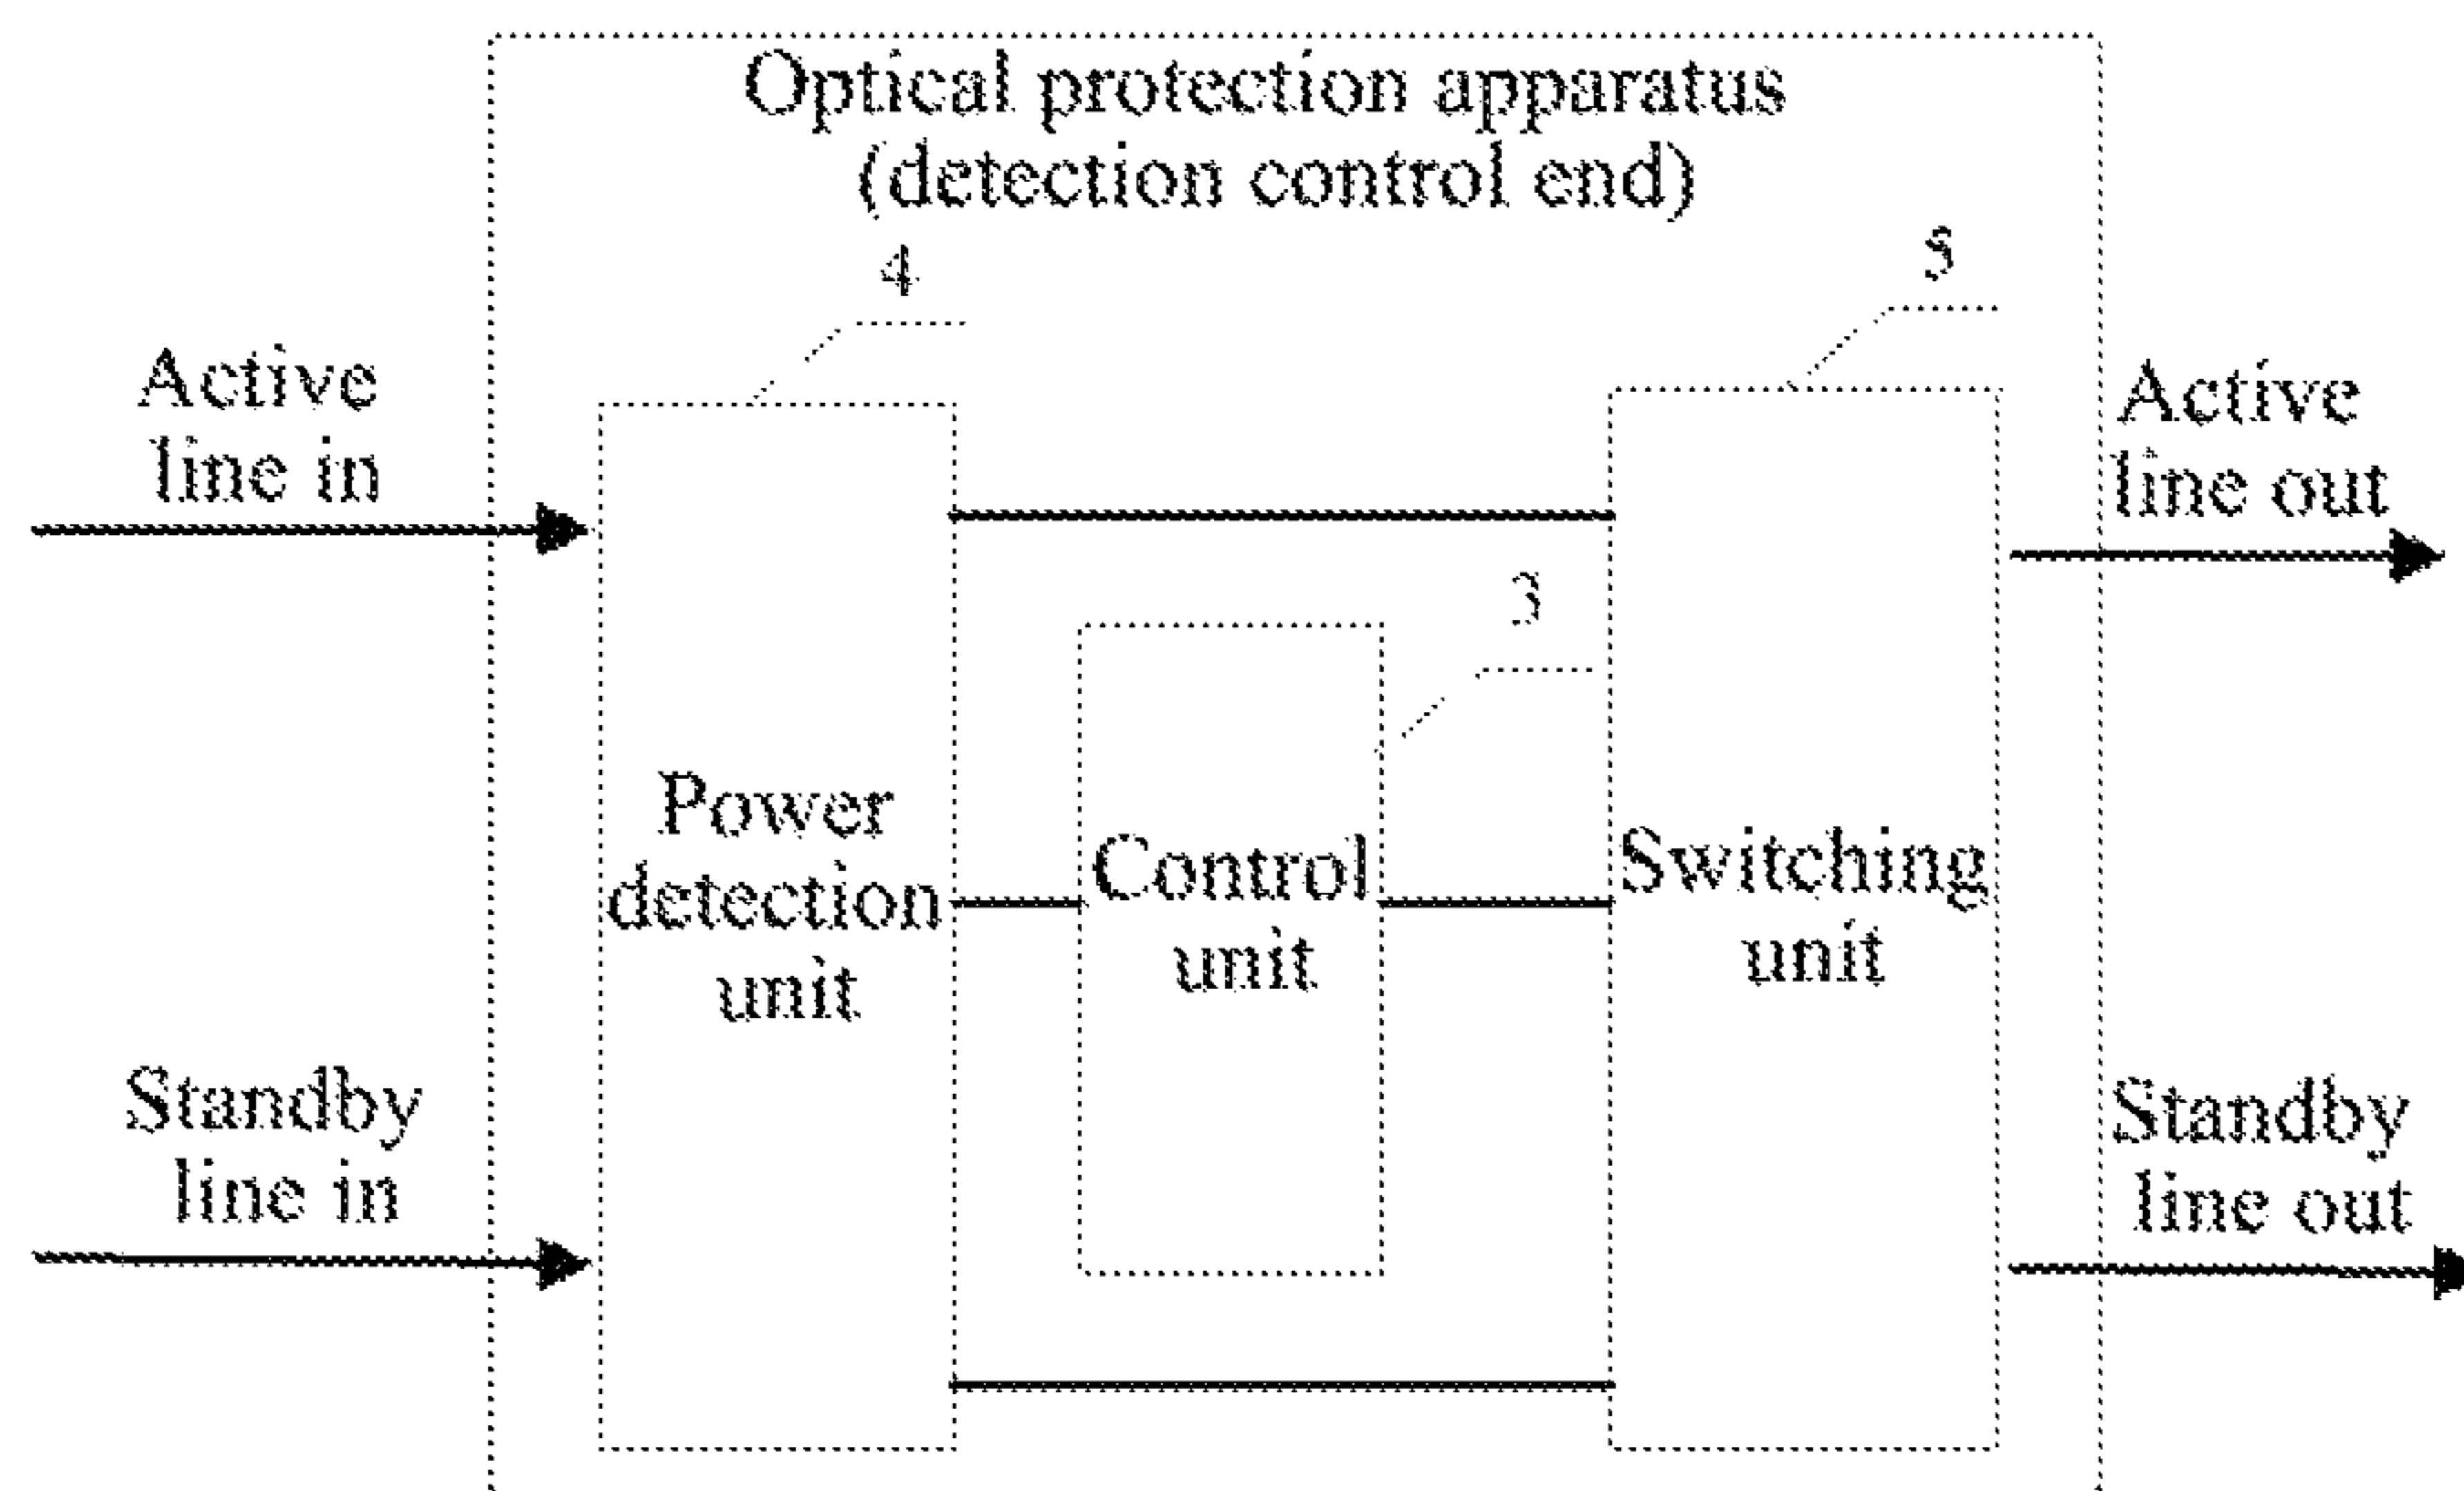 Optical protection apparatus
(detection control end)
4
5
Active
line in
Active
line out
3
Power
detection
unit
Control
unit
Switching
unit
Standby
line in
Standby
line out